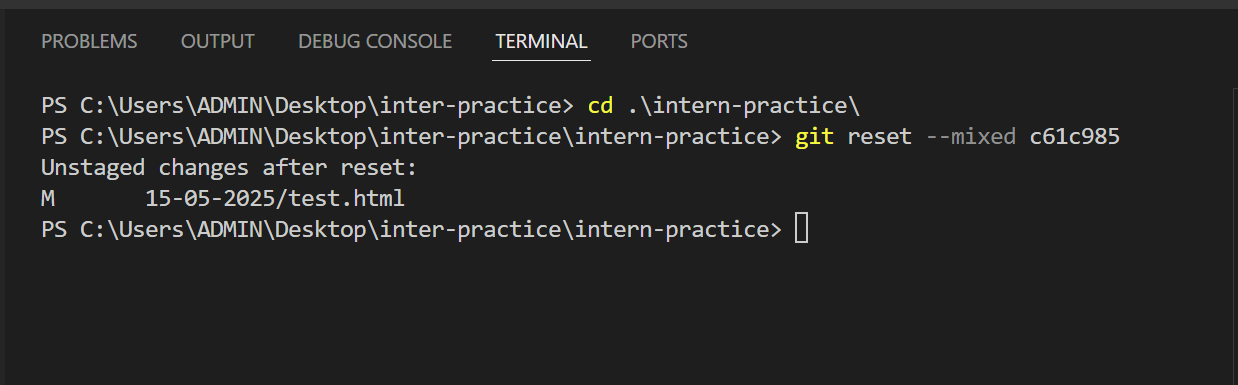 PROBLEMS OUTPUT DEBUG CONSOLE TERMINAL PORTS
PS C:\Users\ADMIN\Desktop\inter-practice> cd .\intern-practice\
PS C:\Users\ADMIN\Desktop\inter-practice\intern-practice> git reset --mixed c61c985
Unstaged changes after reset:
M       15-05-2025/test.html
PS C:\Users\ADMIN\Desktop\inter-practice\intern-practice>